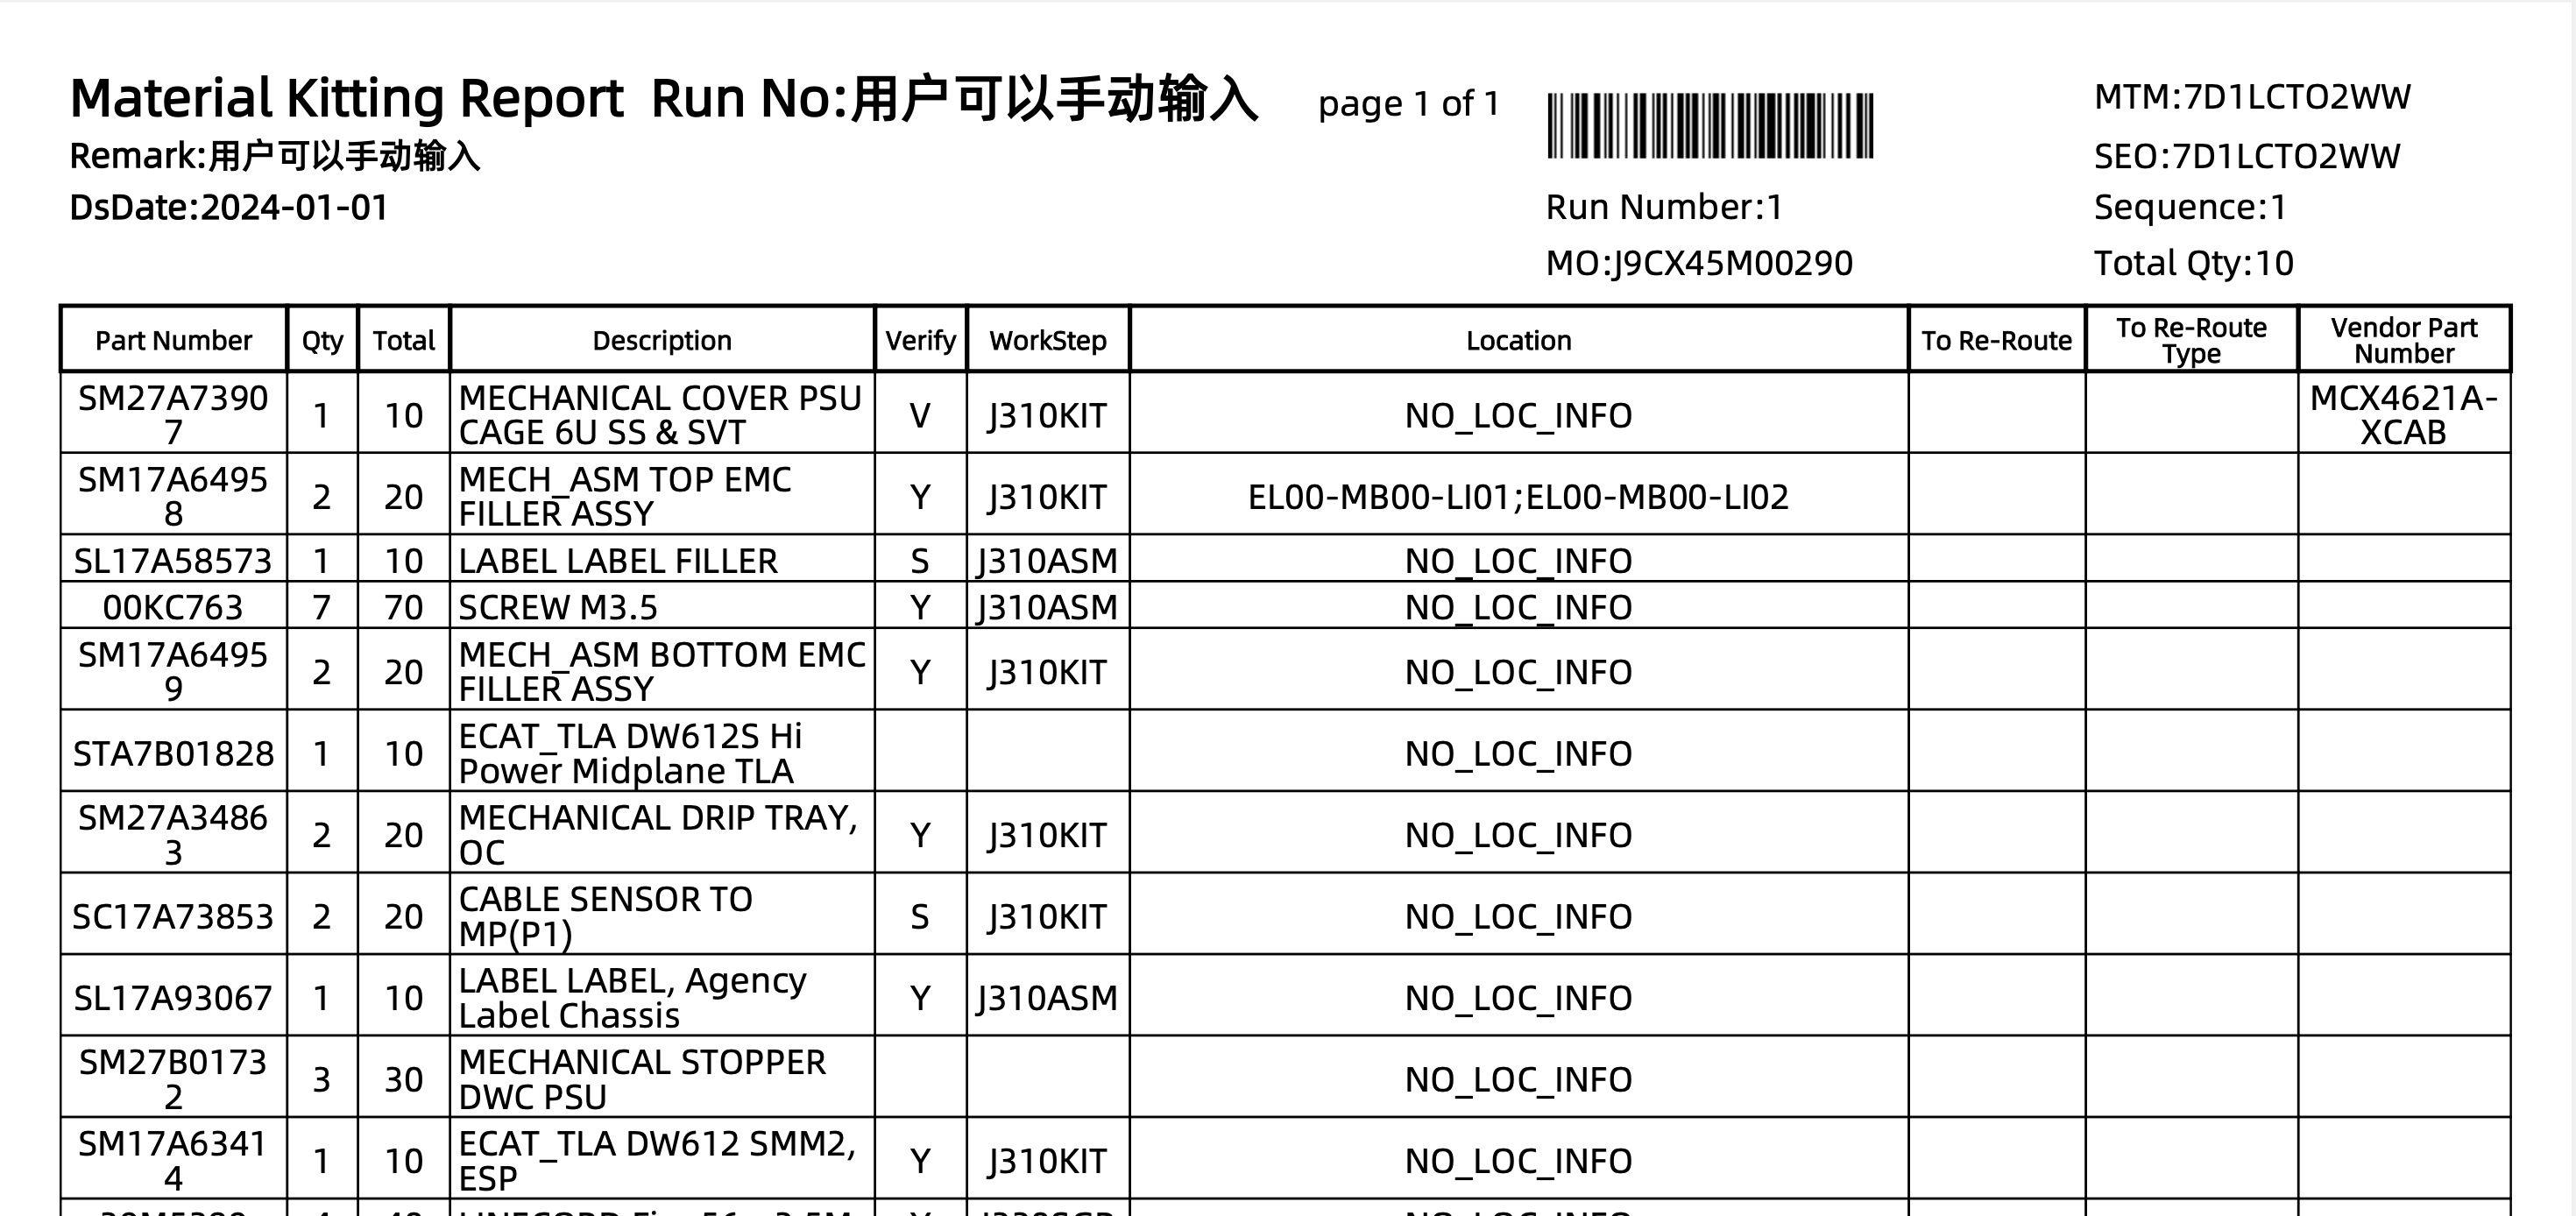 Material Kitting Report  Run No:用户可以手动输入
page 1 of 1
Remark:用户可以手动输入
DsDate:2024-01-01
Run Number:1
MO:J9CX45M00290
MTM:7D1LCTO2WW
SEO:7D1LCTO2WW
Sequence:1
Total Qty:10
Part Number Qty Total Description Verify WorkStep Location To Re-Route To Re-Route Type Vendor Part Number
SM27A73907 1 10 MECHANICAL COVER PSU CAGE 6U SS & SVT V J310KIT NO_LOC_INFO MCX4621A-XCAB
SM17A64958 2 20 MECH_ASM TOP EMC FILLER ASSY Y J310KIT EL00-MB00-LI01;EL00-MB00-LI02
SL17A58573 1 10 LABEL LABEL FILLER S J310ASM NO_LOC_INFO
00KC763 7 70 SCREW M3.5 Y J310ASM NO_LOC_INFO
SM17A64959 2 20 MECH_ASM BOTTOM EMC FILLER ASSY Y J310KIT NO_LOC_INFO
STA7B01828 1 10 ECAT_TLA DW612S Hi Power Midplane TLA NO_LOC_INFO
SM27A34863 2 20 MECHANICAL DRIP TRAY, OC Y J310KIT NO_LOC_INFO
SC17A73853 2 20 CABLE SENSOR TO MP(P1) S J310KIT NO_LOC_INFO
SL17A93067 1 10 LABEL LABEL, Agency Label Chassis Y J310ASM NO_LOC_INFO
SM27B01732 3 30 MECHANICAL STOPPER DWC PSU NO_LOC_INFO
SM17A63414 1 10 ECAT_TLA DW612 SMM2, ESP Y J310KIT NO_LOC_INFO